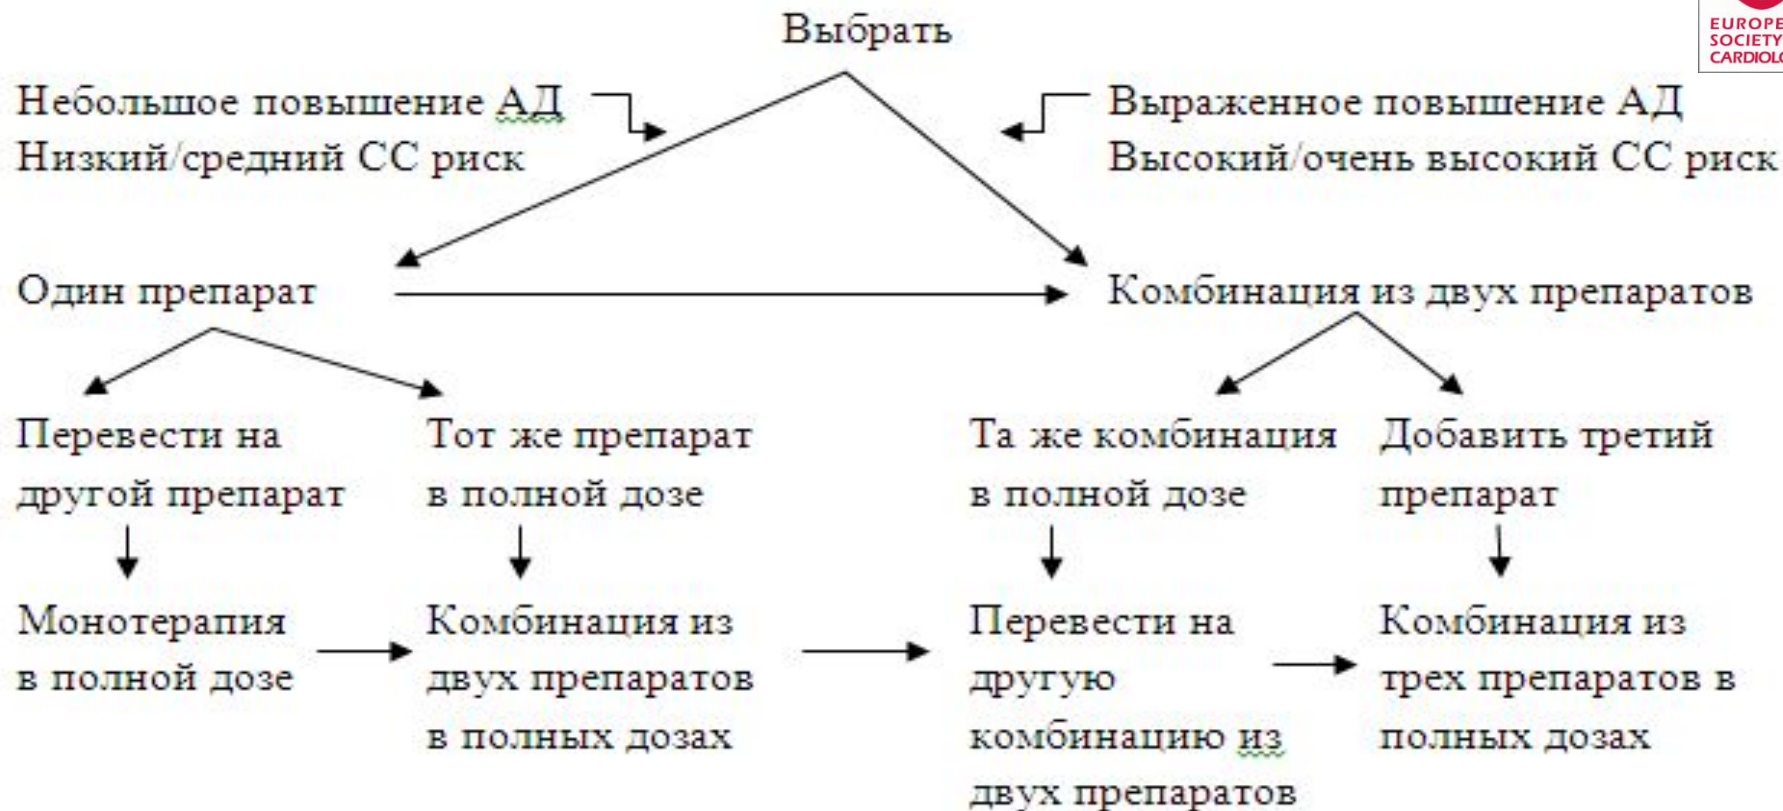 Выбрать
EUROPE
SOCIETY
CARDIOLO
Небольшое повышение АД
Низкий/средний СС риск
Выраженное повышение АД
Высокий/очень высокий СС риск
Один препарат
Комбинация из двух препаратов
Перевести на
другой препарат
Тот же препарат
в полной дозе
Та же комбинация
в полной дозе
Добавить третий
препарат
Монотерапия
в полной дозе
Комбинация из
двух препаратов
в полных дозах
Перевести на
другую
комбинацию из
двух препаратов
Комбинация из
трех препаратов в
полных дозах